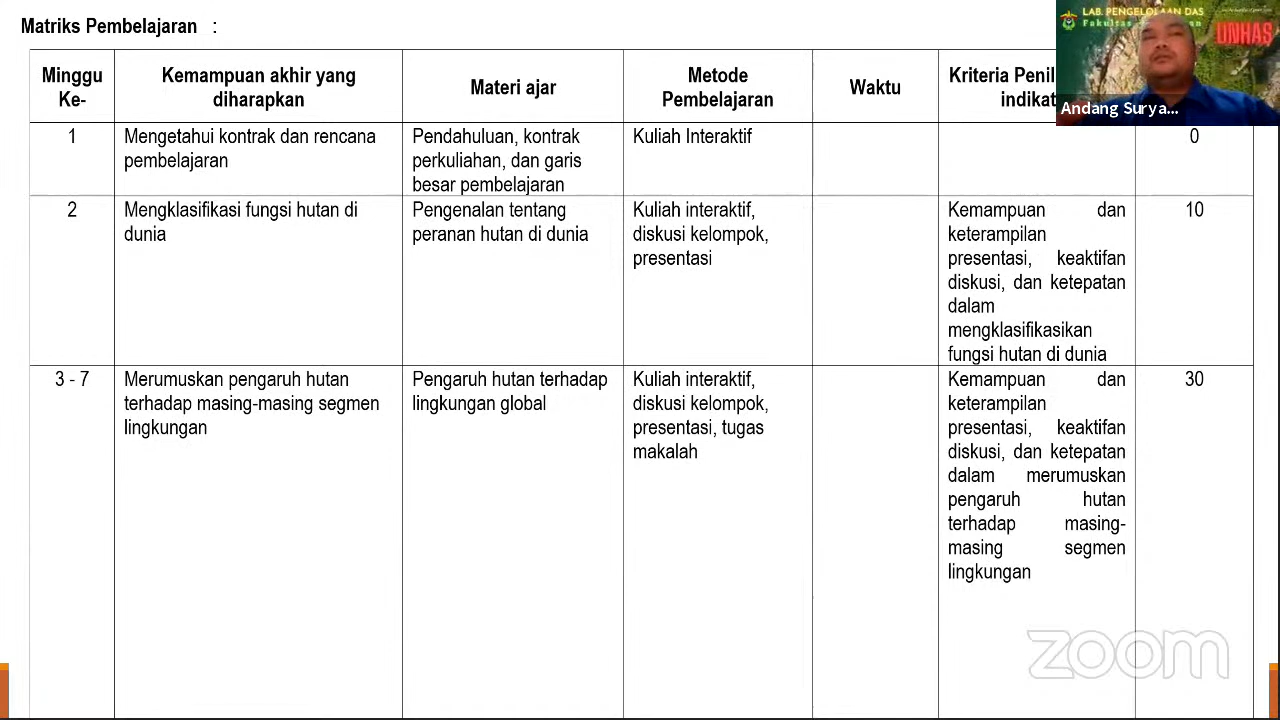 Matriks Pembelajaran :
LAB. PENGELOLAAN DAS
UNHAS
Andang Surya...
Minggu Ke-
Kemampuan akhir yang diharapkan
Materi ajar
Metode Pembelajaran
Waktu
Kriteria
1
Mengetahui kontrak dan rencana
pembelajaran
Pendahuluan, kontrak
perkuliahan, dan garis
besar pembelajaran
Kuliah Interaktif
0
2
Mengklasifikasi fungsi hutan di
dunia
Pengenalan tentang
peranan hutan di dunia
Kuliah interaktif,
diskusi kelompok,
presentasi
Kemampuan dan
keterampilan
presentasi, keaktifan
diskusi, dan ketepatan
dalam
mengklasifikasikan
fungsi hutan di dunia
10
3 - 7
Merumuskan pengaruh hutan
terhadap masing-masing segmen
lingkungan
Pengaruh hutan terhadap
lingkungan global
Kuliah interaktif,
diskusi kelompok,
presentasi, tugas
makalah
Kemampuan dan
keterampilan
presentasi, keaktifan
diskusi, dan ketepatan
dalam merumuskan
pengaruh hutan
terhadap masing-
masing segmen
lingkungan
30
zoom